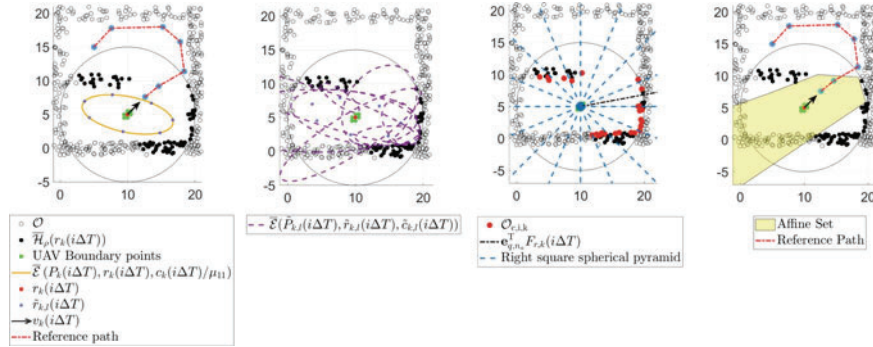 20
15
10
5
0
-5
0
10
20
20
15
10
5
0
-5
0
10
20
20
15
10
5
0
-5
0
10
20
20
15
10
5
0
-5
0
10
20
𝒪
ℋ̅ᵨ(rₖ(iΔT))
UAV Boundary points
ℰ̅ (Pₖ(iΔT), rₖ(iΔT), cₖ(iΔT)/μ₁₁)
rₖ(iΔT)
r̃ₖ,ₗ(iΔT)
vₖ(iΔT)
Reference path
ℰ̅(P̃ₖ,ₗ(iΔT), r̃ₖ,ₗ(iΔT), c̃ₖ,ₗ(iΔT))
𝒪_{c,i,k}
Fᵣ,ₖ(iΔT)
Right square spherical pyramid
Affine Set
Reference Path